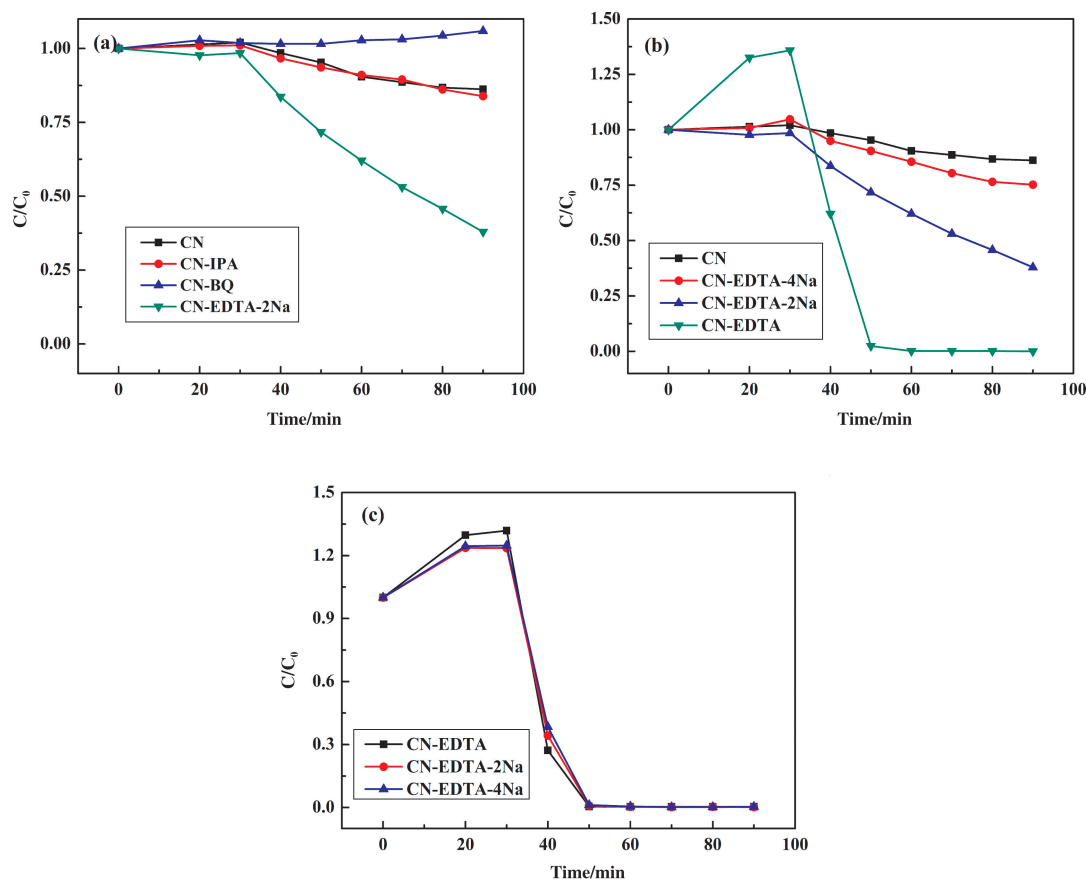 (a)
C/C₀
1.00
0.75
0.50
0.25
0.00
CN
CN-IPA
CN-BQ
CN-EDTA-2Na
0 20 40 60 80 100
Time/min
(b)
C/C₀
1.50
1.25
1.00
0.75
0.50
0.25
0.00
CN
CN-EDTA-4Na
CN-EDTA-2Na
CN-EDTA
0 20 40 60 80 100
Time/min
(c)
C/C₀
1.5
1.2
0.9
0.6
0.3
0.0
CN-EDTA
CN-EDTA-2Na
CN-EDTA-4Na
0 20 40 60 80 100
Time/min